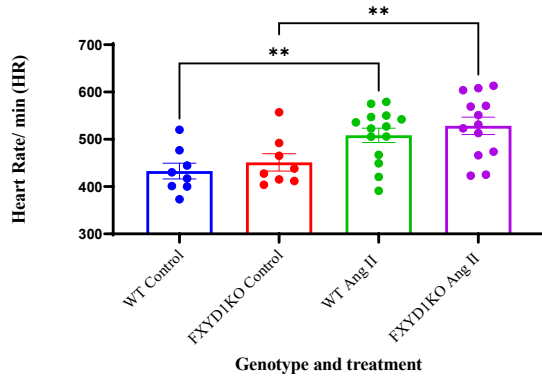 **
**
700
600
500
400
300
Heart Rate/ min (HR)
WT Control
FXYD1KO Control
WT Ang II
FXYD1KO Ang II
Genotype and treatment